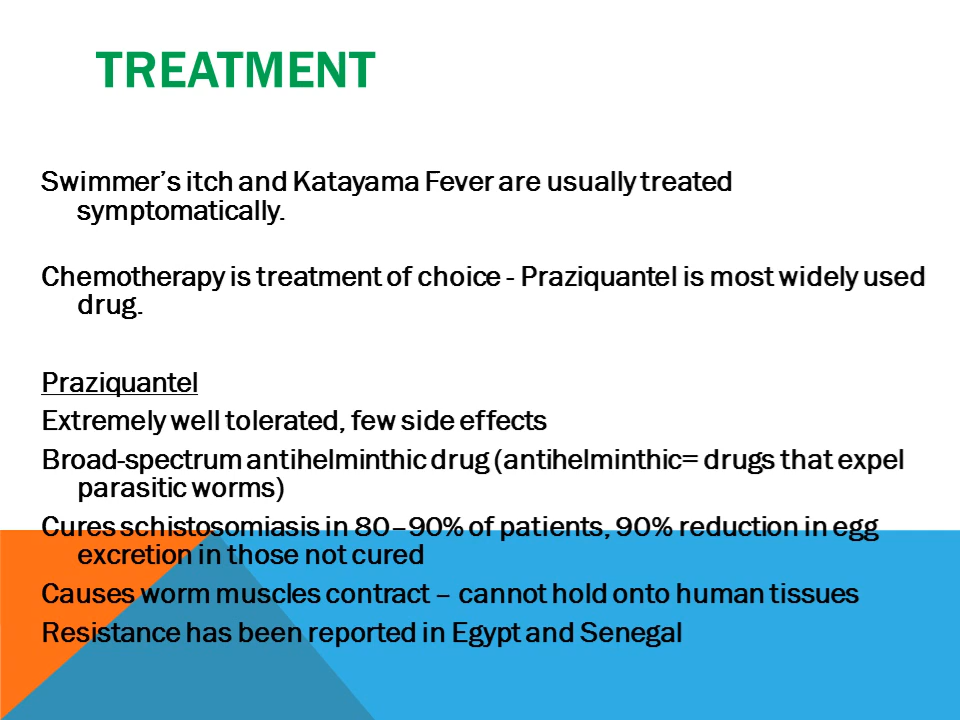 TREATMENT
Swimmer's itch and Katayama Fever are usually treated
symptomatically.
Chemotherapy is treatment of choice - Praziquantel is most widely used
drug.
Praziquantel
Extremely well tolerated, few side effects
Broad-spectrum antihelminthic drug (antihelminthic= drugs that expel
parasitic worms)
Cures schistosomiasis in 80–90% of patients, 90% reduction in egg
excretion in those not cured
Causes worm muscles contract – cannot hold onto human tissues
Resistance has been reported in Egypt and Senegal